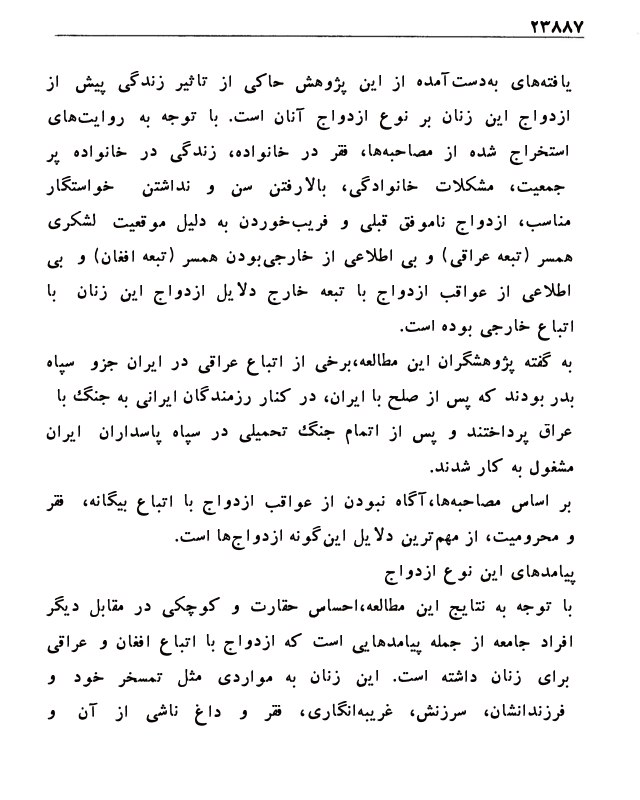 ۲۳۸۸۷
یافته‌های به‌دست‌آمده از این پژوهش حاکی از تاثیر زندگی پیش از
ازدواج این زنان بر نوع ازدواج آنان است. با توجه به روایت‌های
استخراج شده از مصاحبه‌ها، فقر در خانواده، زندگی در خانواده پر
جمعیت، مشکلات خانوادگی، بالارفتن سن و نداشتن خواستگار
مناسب، ازدواج ناموفق قبلی و فریب‌خوردن به دلیل موقعیت لشکری
همسر (تبعه عراقی) و بی اطلاعی از خارجی‌بودن همسر (تبعه افغان) و بی
اطلاعی از عواقب ازدواج با تبعه خارج دلایل ازدواج این زنان با
اتباع خارجی بوده است.
به گفته پژوهشگران این مطالعه،برخی از اتباع عراقی در ایران جزو سپاه
بدر بودند که پس از صلح با ایران، در کنار رزمندگان ایرانی به جنگ با
عراق پرداختند و پس از اتمام جنگ تحمیلی در سپاه پاسداران ایران
مشغول به کار شدند.
بر اساس مصاحبه‌ها،آگاه نبودن از عواقب ازدواج با اتباع بیگانه، فقر
و محرومیت، از مهم‌ترین دلایل این‌گونه ازدواج‌ها است.
پیامدهای این نوع ازدواج
با توجه به نتایج این مطالعه،احساس حقارت و کوچکی در مقابل دیگر
افراد جامعه از جمله پیامدهایی است که ازدواج با اتباع افغان و عراقی
برای زنان داشته است. این زنان به مواردی مثل تمسخر خود و
فرزندانشان، سرزنش، غریبه‌انگاری، فقر و داغ ناشی از آن و